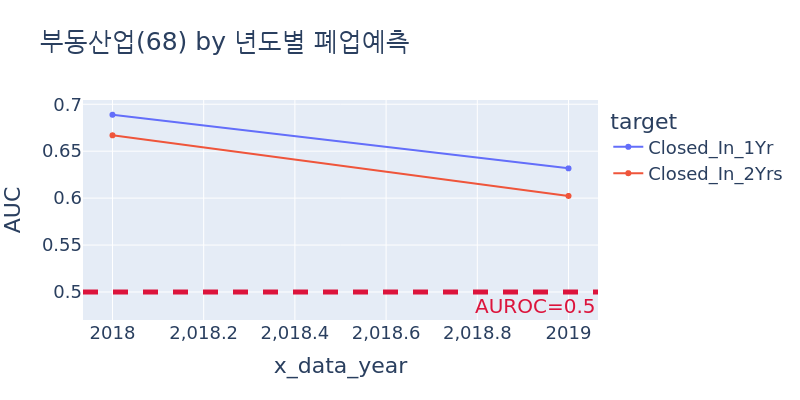 부동산업(68) by 년도별 폐업예측
target
Closed_In_1Yr
Closed_In_2Yrs
AUC
0.7
0.65
0.6
0.55
0.5
AUROC=0.5
2018
2,018.2
2,018.4
2,018.6
2,018.8
2019
x_data_year